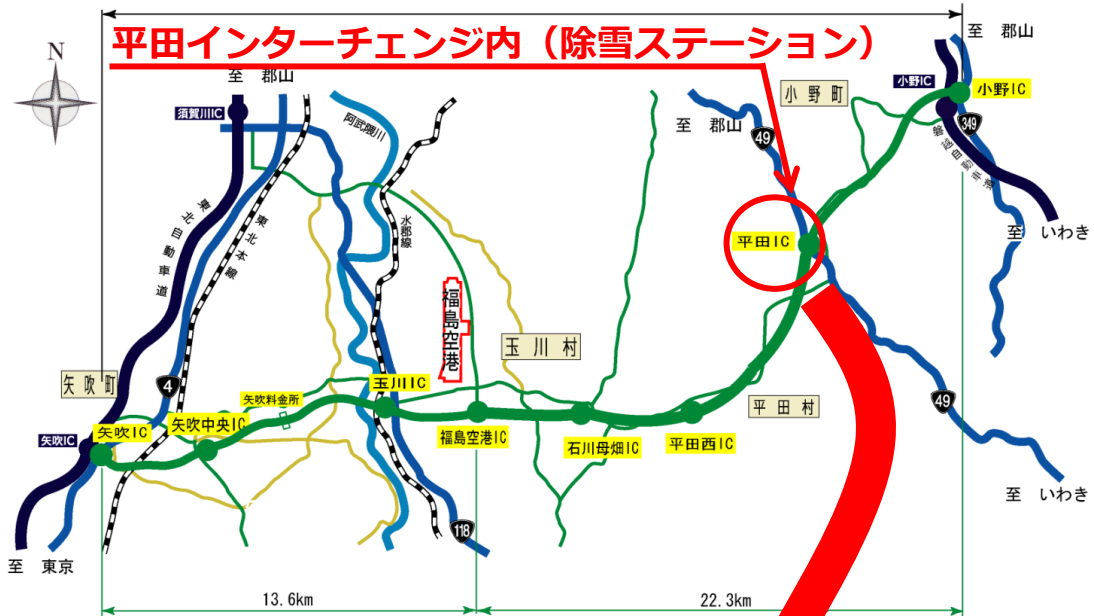 平田インターチェンジ内（除雪ステーション）
N
至 郡山
至 郡山
小野IC
小野IC
小野町
須賀川IC
阿武隈川
至 郡山
49
349
磐越自動車道
東北自動車道
東北本線
水郡線
平田IC
至 いわき
福島空港
玉川村
矢吹町
4
矢吹料金所
玉川IC
平田村
49
矢吹IC
矢吹IC
矢吹中央IC
福島空港IC
石川母畑IC
平田西IC
至 いわき
118
至 東京
13.6km
22.3km